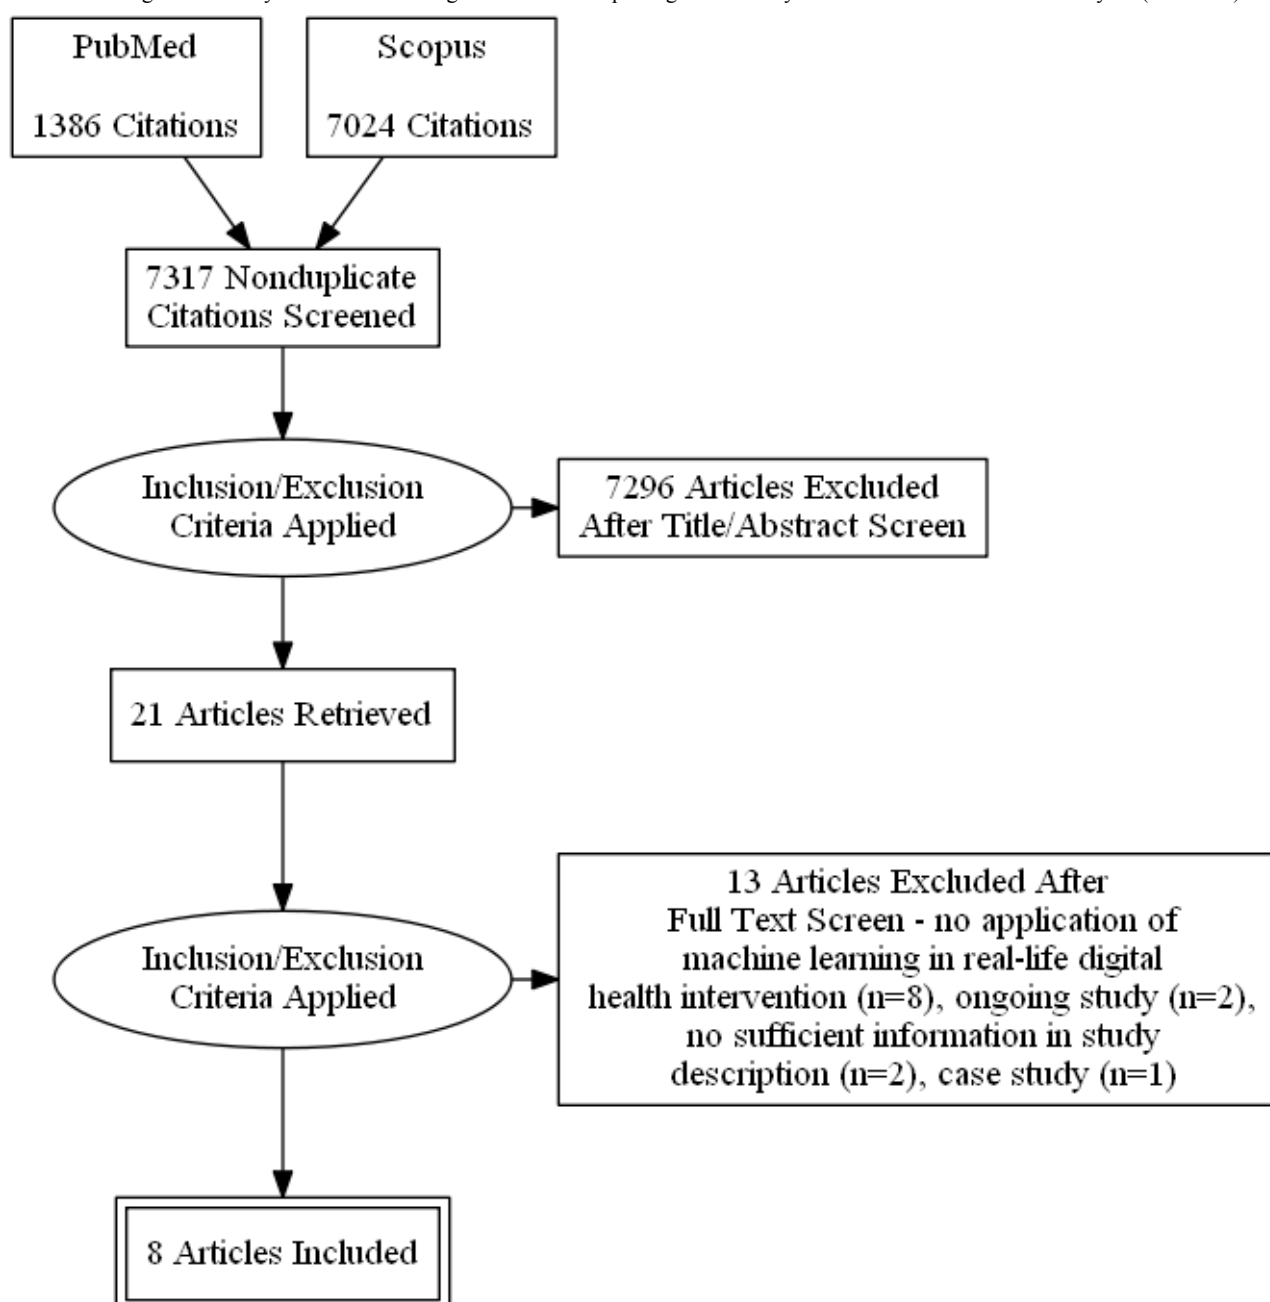 PubMed
1386 Citations
Scopus
7024 Citations
7317 Nonduplicate
Citations Screened
Inclusion/Exclusion
Criteria Applied
7296 Articles Excluded
After Title/Abstract Screen
21 Articles Retrieved
Inclusion/Exclusion
Criteria Applied
13 Articles Excluded After
Full Text Screen - no application of
machine learning in real-life digital
health intervention (n=8), ongoing study (n=2),
no sufficient information in study
description (n=2), case study (n=1)
8 Articles Included